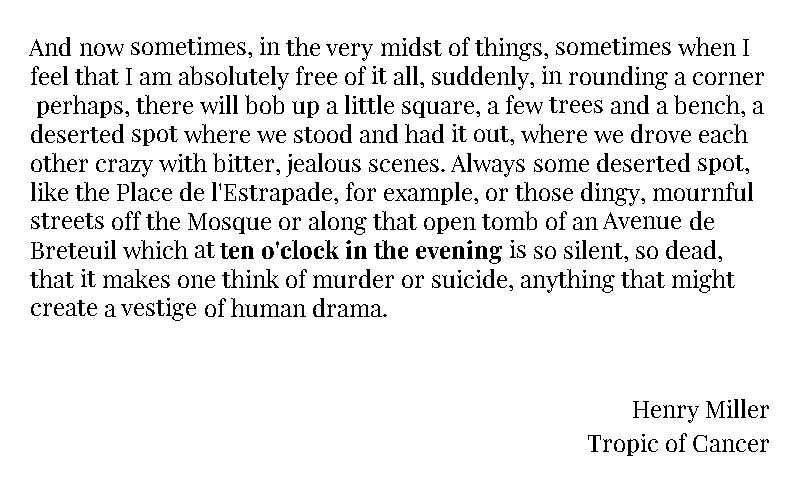 And now sometimes, in the very midst of things, sometimes when I
feel that I am absolutely free of it all, suddenly, in rounding a corner
perhaps, there will bob up a little square, a few trees and a bench, a
deserted spot where we stood and had it out, where we drove each
other crazy with bitter, jealous scenes. Always some deserted spot,
like the Place de l'Estrapade, for example, or those dingy, mournful
streets off the Mosque or along that open tomb of an Avenue de
Breteuil which at ten o'clock in the evening is so silent, so dead,
that it makes one think of murder or suicide, anything that might
create a vestige of human drama.
Henry Miller
Tropic of Cancer